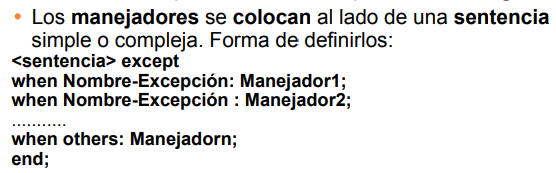 • Los manejadores se colocan al lado de una sentencia
simple o compleja. Forma de definirlos:
<sentencia> except
when Nombre-Excepción: Manejador1;
when Nombre-Excepción : Manejador2;
...........
when others: Manejadorn;
end;